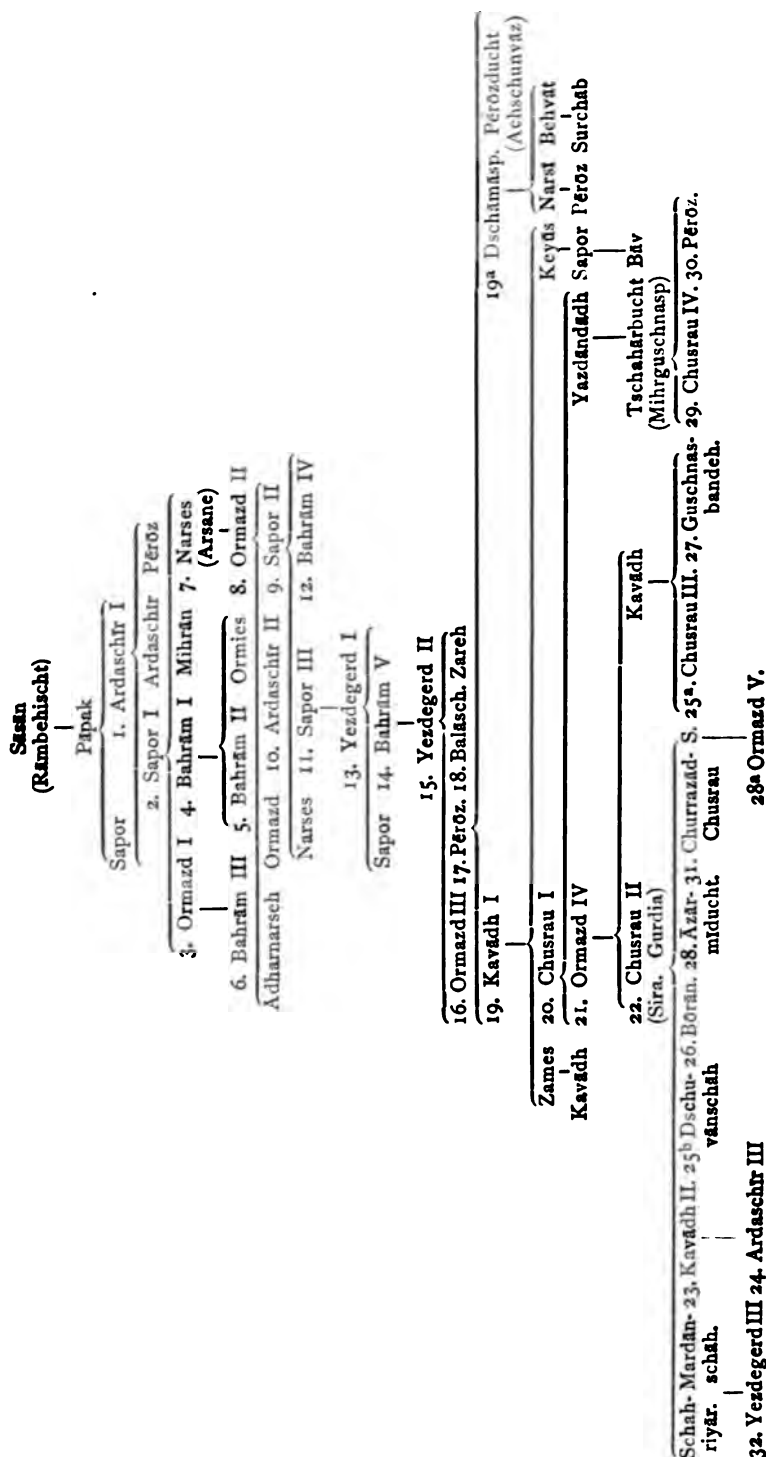 Sāsān
(Rāmbehischt)
Pāpak
Sapor 1. Ardaschīr I
2. Sapor I Ardaschīr Pērōz
3. Ormazd I 4. Bahrām I Mihrān 7. Narses
(Arsane)
6. Bahrām III 5. Bahrām II Ormies 8. Ormazd II
Adharnarsch Ormazd 10. Ardaschīr II 9. Sapor II
Narses 11. Sapor III 12. Bahrām IV
13. Yezdegerd I
Sapor 14. Bahrām V
15. Yezdegerd II
16. Ormazd III 17. Pērōz. 18. Balāsch. Zareh
19. Kavādh I 19a Dschāmāsp. Pērōzducht
(Achschunvāz)
Zames 20. Chusrau I Keyūs Narsī Behvāt
Kavādh 21. Ormazd IV Yazdāndādh Sapor Pērōz Surchāb
22. Chusrau II Kavādh Tschahārbucht Bāv
(Sira. Gurdia) (Mihrguschnasp)
Schah- Mardān- 23. Kavādh II. 25b Dschu- 26. Bōrān. 28. Āzār- 31. Churrazād- S. 25a. Chusrau III. 27. Guschnas- 29. Chusrau IV. 30. Pērōz.
riyār. schāh. vānschāh mīducht. Chusrau bandeh.
32. Yezdegerd III 24. Ardaschīr III 28a Ormazd V.